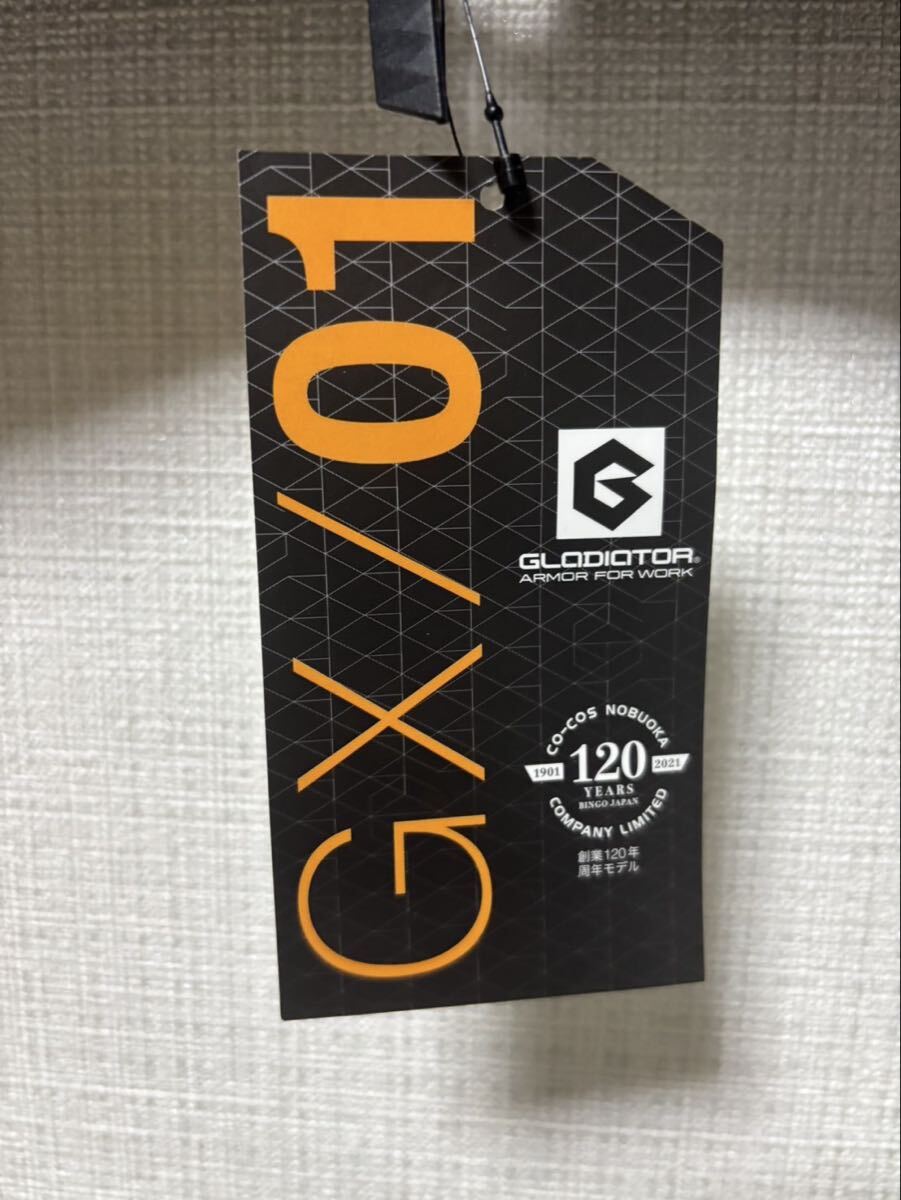 GX/01
GLADIATOR®
ARMOR FOR WORK
CO-COS NOBUOKA
1901 120 2021
YEARS
BINGO JAPAN
COMPANY LIMITED
創業120年
周年モデル